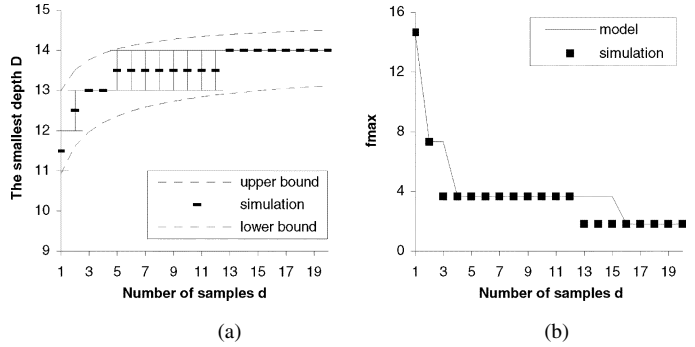 15
14
13
12
11
10
9
The smallest depth D
upper bound
simulation
lower bound
1 3 5 7 9 11 13 15 17 19
Number of samples d
(a)
16
12
8
4
0
fmax
model
simulation
1 3 5 7 9 11 13 15 17 19
Number of samples d
(b)